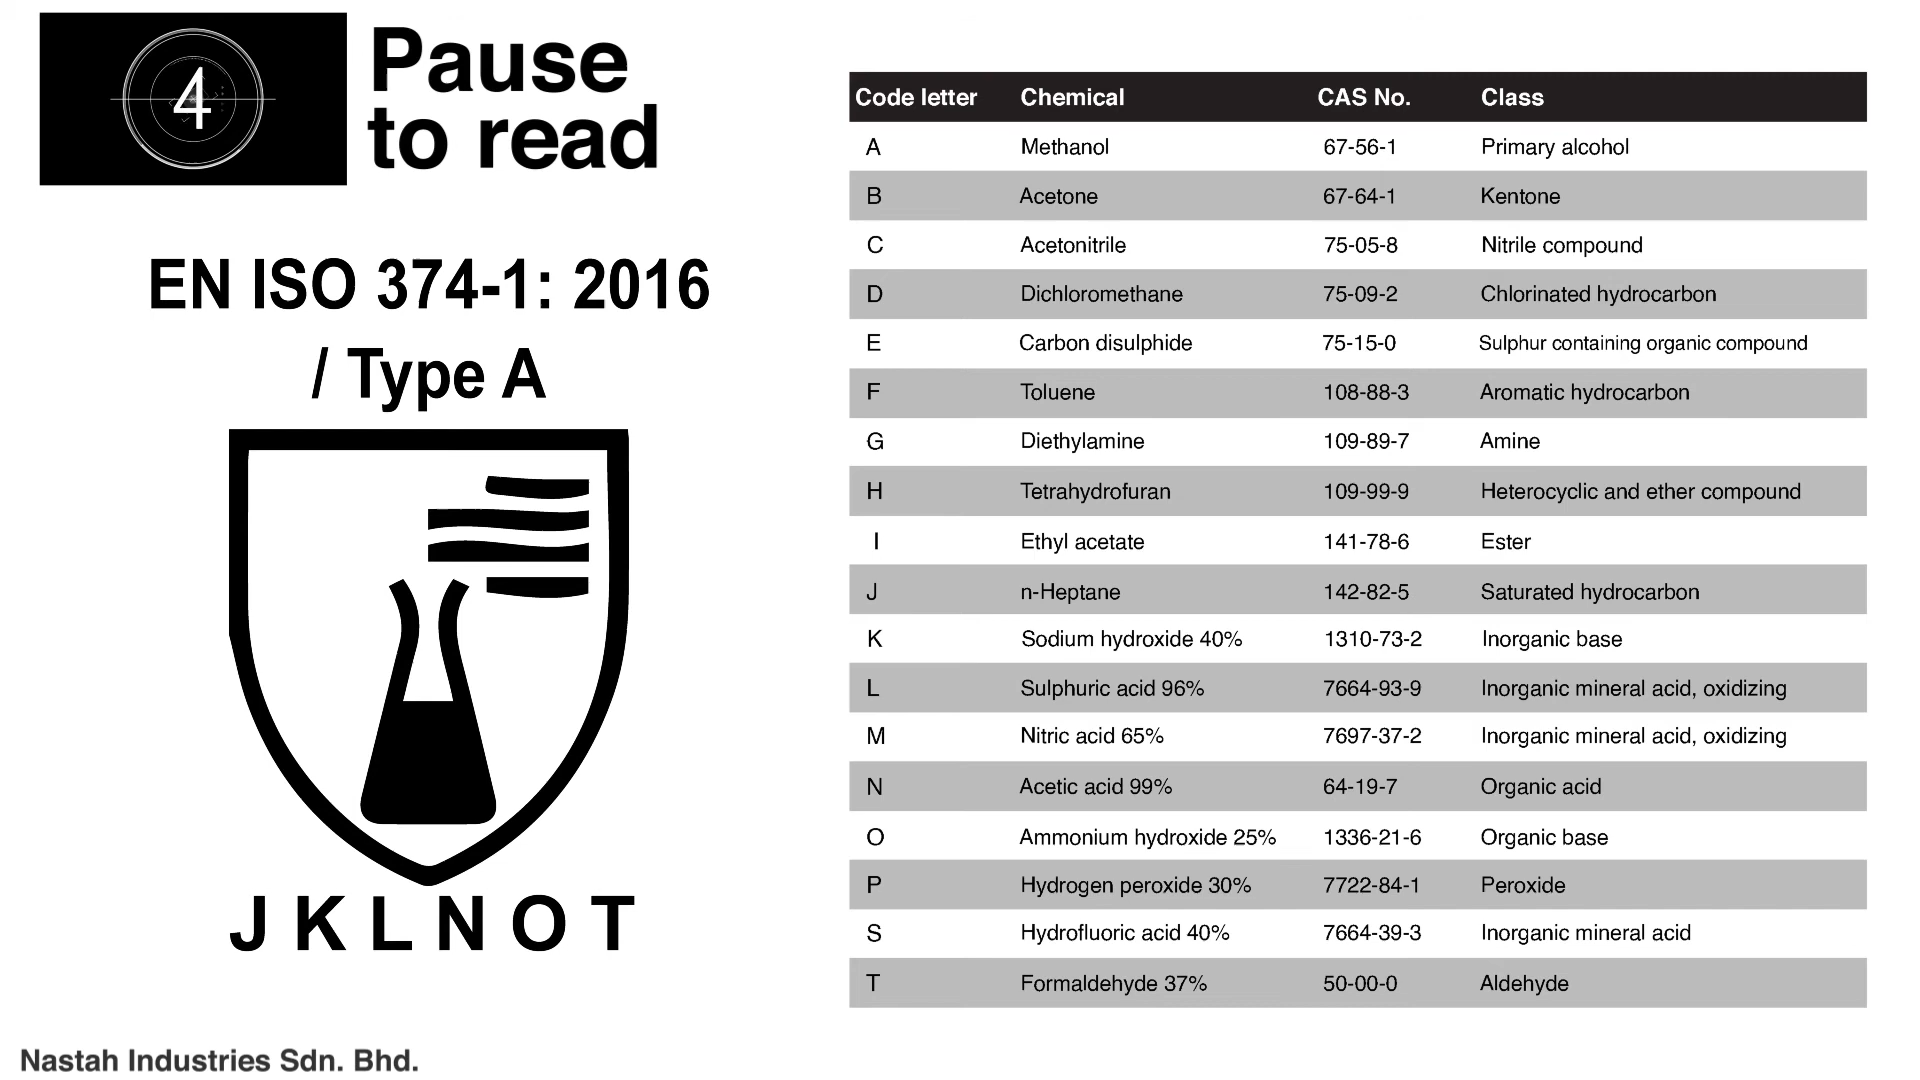 4
Pause
to read
EN ISO 374-1: 2016
/ Type A
J K L N O T
Code letter Chemical CAS No. Class
A Methanol 67-56-1 Primary alcohol
B Acetone 67-64-1 Kentone
C Acetonitrile 75-05-8 Nitrile compound
D Dichloromethane 75-09-2 Chlorinated hydrocarbon
E Carbon disulphide 75-15-0 Sulphur containing organic compound
F Toluene 108-88-3 Aromatic hydrocarbon
G Diethylamine 109-89-7 Amine
H Tetrahydrofuran 109-99-9 Heterocyclic and ether compound
I Ethyl acetate 141-78-6 Ester
J n-Heptane 142-82-5 Saturated hydrocarbon
K Sodium hydroxide 40% 1310-73-2 Inorganic base
L Sulphuric acid 96% 7664-93-9 Inorganic mineral acid, oxidizing
M Nitric acid 65% 7697-37-2 Inorganic mineral acid, oxidizing
N Acetic acid 99% 64-19-7 Organic acid
O Ammonium hydroxide 25% 1336-21-6 Organic base
P Hydrogen peroxide 30% 7722-84-1 Peroxide
S Hydrofluoric acid 40% 7664-39-3 Inorganic mineral acid
T Formaldehyde 37% 50-00-0 Aldehyde
Nastah Industries Sdn. Bhd.